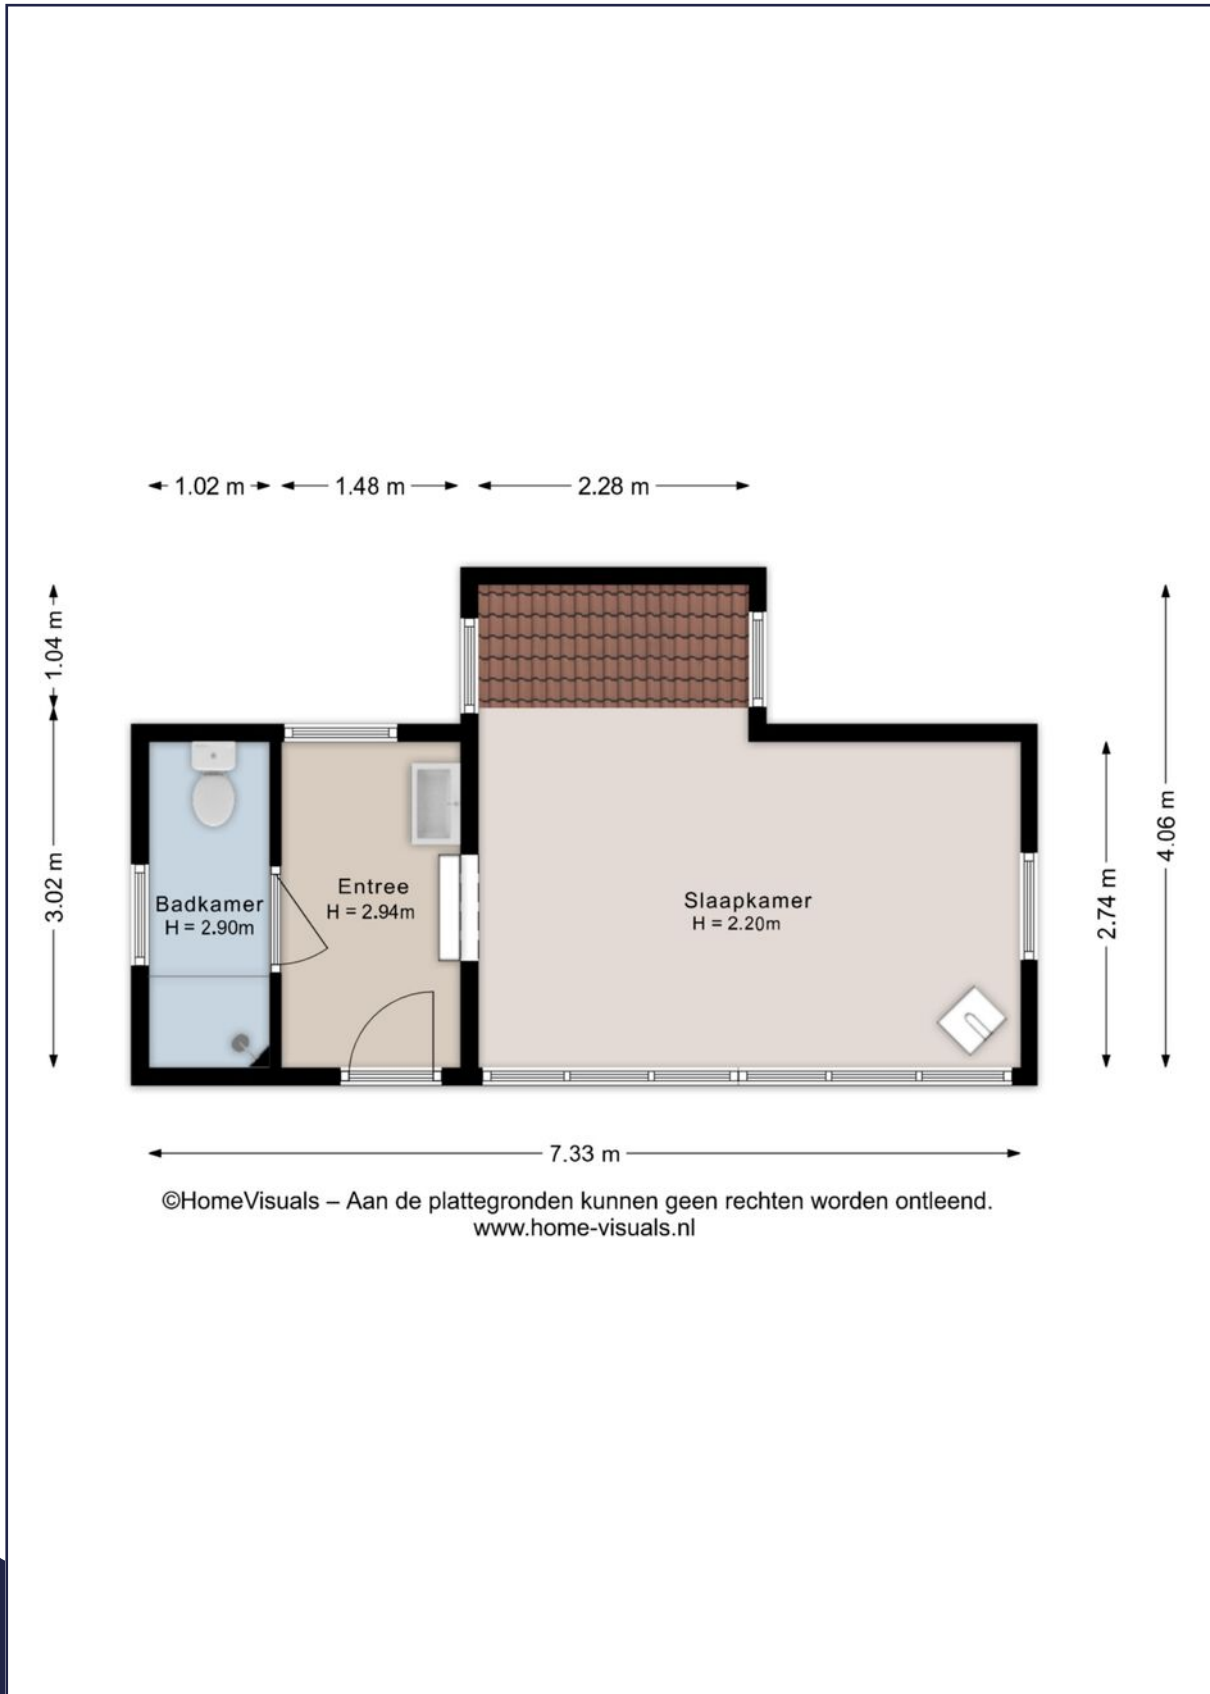 1.02 m
1.48 m
2.28 m
1.04 m
3.02 m
4.06 m
2.74 m
Badkamer
H = 2.90m
Entree
H = 2.94m
Slaapkamer
H = 2.20m
7.33 m
©HomeVisuals – Aan de plattegronden kunnen geen rechten worden ontleend.
www.home-visuals.nl